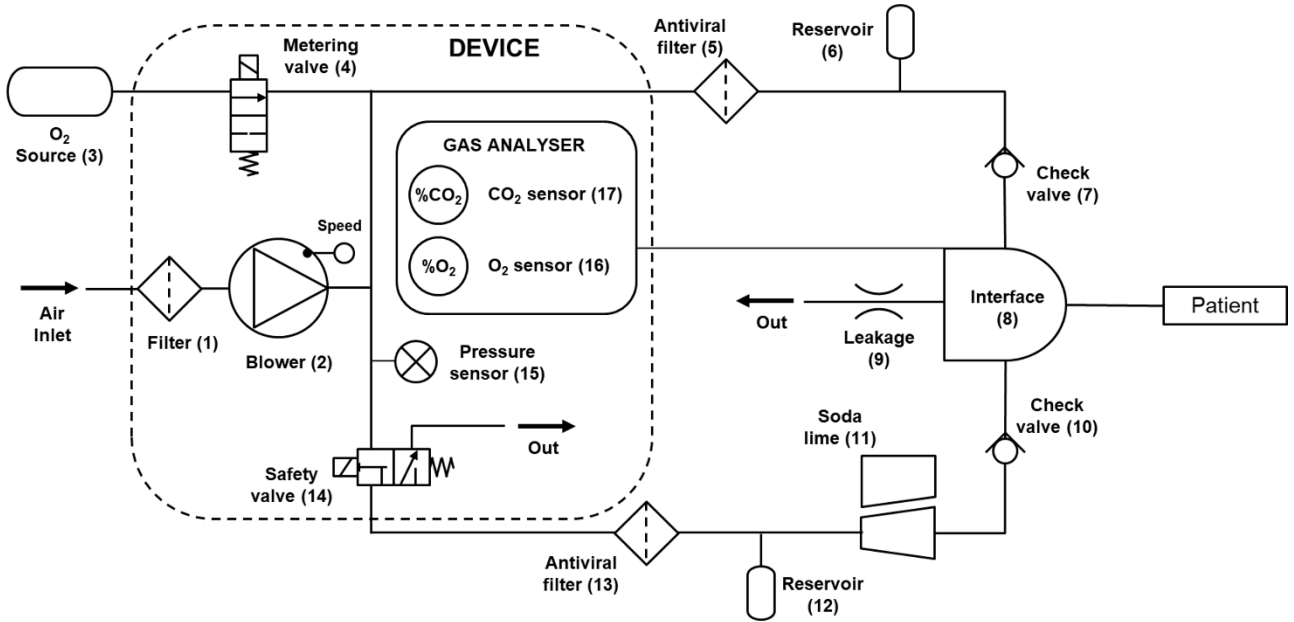 DEVICE
Metering
valve (4)
Antiviral
filter (5)
Reservoir
(6)
O2
Source (3)
GAS ANALYSER
%CO2
CO2 sensor (17)
%O2
O2 sensor (16)
Check
valve (7)
Speed
Air
Inlet
Filter (1)
Blower (2)
Pressure
sensor (15)
Out
Leakage
(9)
Interface
(8)
Patient
Safety
valve (14)
Out
Soda
lime (11)
Check
valve (10)
Antiviral
filter (13)
Reservoir
(12)